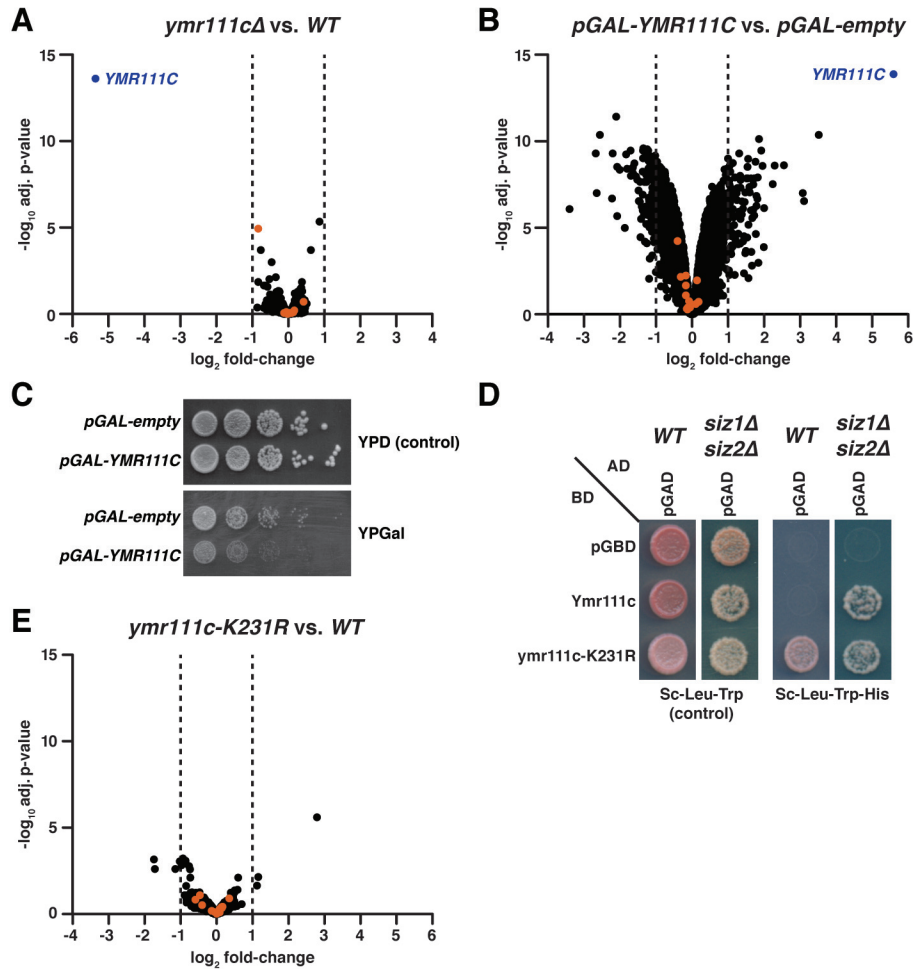 A
ymr111cΔ vs. WT
15
10
5
0
-log10 adj. p-value
YMR111C
-6 -5 -4 -3 -2 -1 0 1 2 3 4
log2 fold-change
B
pGAL-YMR111C vs. pGAL-empty
15
10
5
0
-log10 adj. p-value
YMR111C
-4 -3 -2 -1 0 1 2 3 4 5 6
log2 fold-change
C
pGAL-empty
pGAL-YMR111C
YPD (control)
pGAL-empty
pGAL-YMR111C
YPGal
D
WT siz1Δ siz2Δ WT siz1Δ siz2Δ
AD
BD
pGAD pGAD pGAD pGAD
pGBD
Ymr111c
ymr111c-K231R
Sc-Leu-Trp
(control)
Sc-Leu-Trp-His
E
ymr111c-K231R vs. WT
15
10
5
0
-log10 adj. p-value
-4 -3 -2 -1 0 1 2 3 4 5 6
log2 fold-change